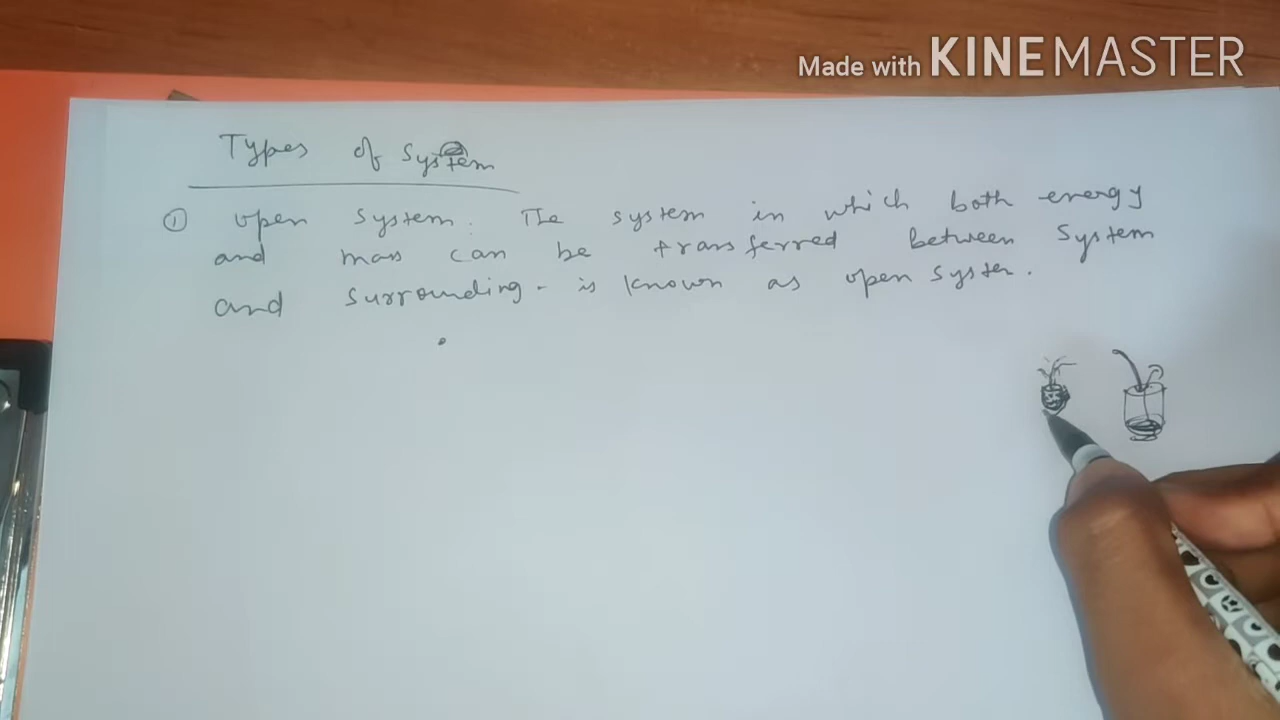 Made with KINEMASTER
Types of System
① open system. The system in which both energy
and mass can be transferred between system
and surrounding - is known as open syster.